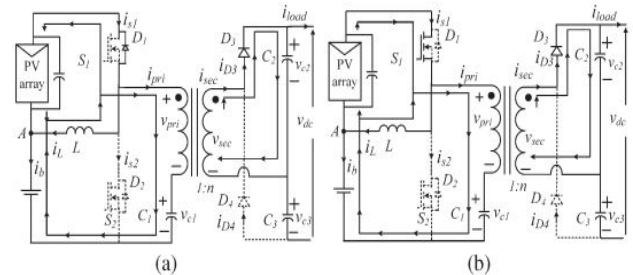 i_s1
i_load
S_1
D_1
D_3
C_2
v_c2
PV
array
i_pri
i_sec
i_D3
v_pri
v_sec
v_dc
A
i_L
L
i_b
i_s2
D_2
S_2
C_1
v_c1
1:n
D_4
i_D4
C_3
v_c3
(a)
i_s1
i_load
S_1
D_1
D_3
C_2
v_c2
PV
array
i_pri
i_sec
i_D3
v_pri
v_sec
v_dc
A
i_L
L
i_b
i_s2
D_2
S_2
C_1
v_c1
1:n
D_4
i_D4
C_3
v_c3
(b)